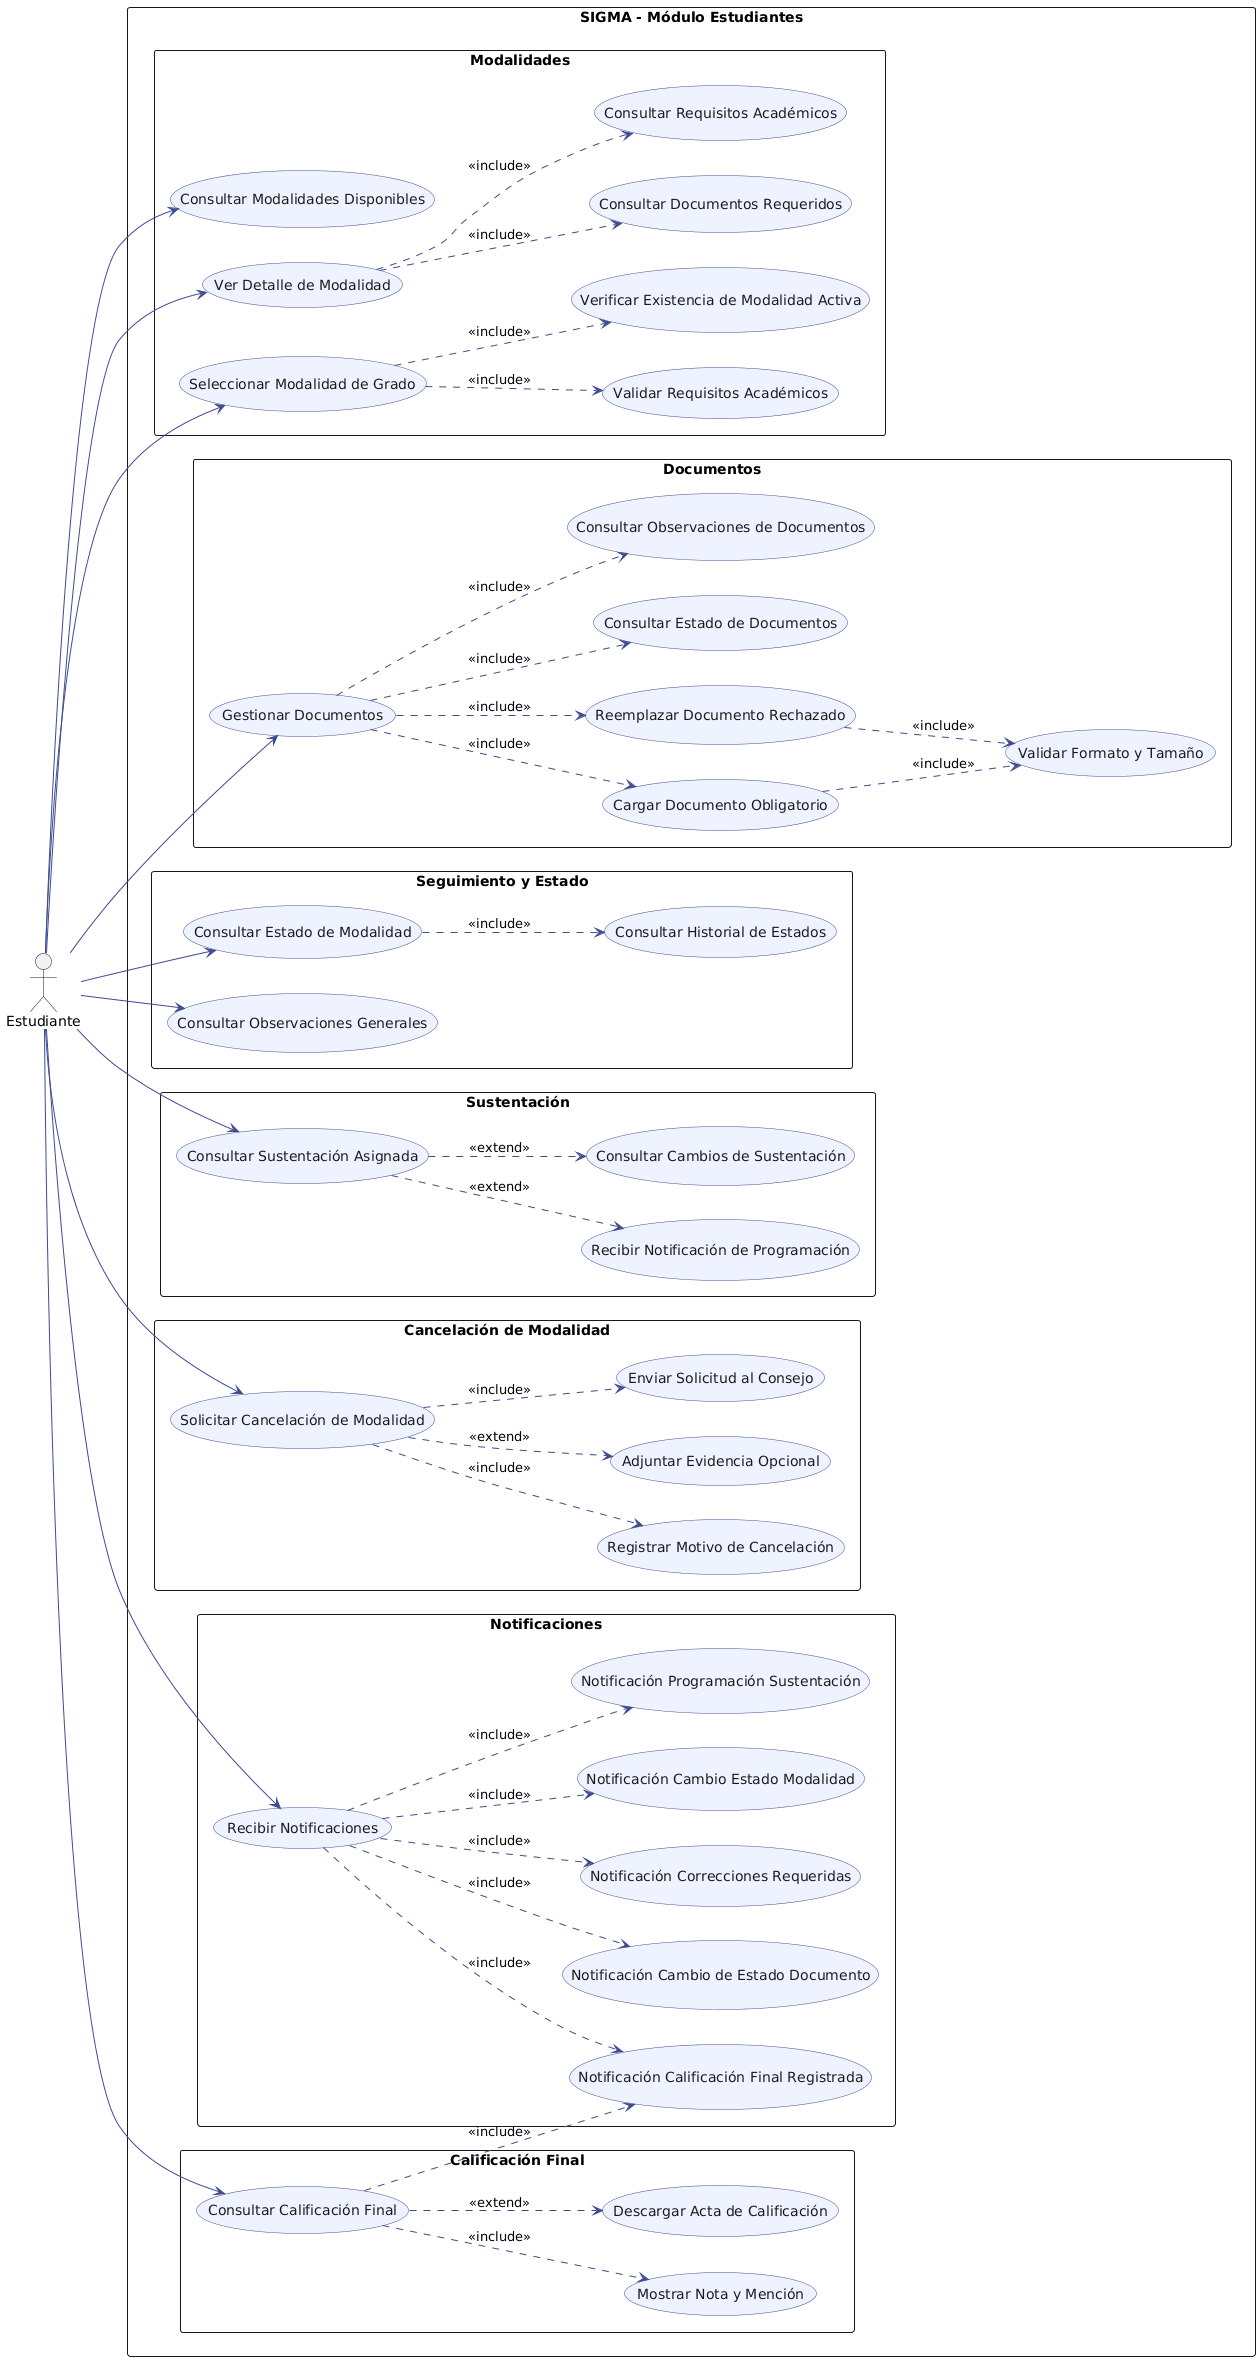 SIGMA - Módulo Estudiantes
Modalidades
Consultar Requisitos Académicos
«include»
Consultar Modalidades Disponibles
Consultar Documentos Requeridos
«include»
Ver Detalle de Modalidad
Verificar Existencia de Modalidad Activa
«include»
Seleccionar Modalidad de Grado
«include»
Validar Requisitos Académicos
Documentos
Consultar Observaciones de Documentos
«include»
Consultar Estado de Documentos
«include»
Gestionar Documentos
«include»
Reemplazar Documento Rechazado
«include»
Validar Formato y Tamaño
«include»
«include»
Cargar Documento Obligatorio
Seguimiento y Estado
Consultar Estado de Modalidad
«include»
Consultar Historial de Estados
Estudiante
Consultar Observaciones Generales
Sustentación
Consultar Sustentación Asignada
«extend»
Consultar Cambios de Sustentación
«extend»
Recibir Notificación de Programación
Cancelación de Modalidad
Enviar Solicitud al Consejo
«include»
Solicitar Cancelación de Modalidad
«extend»
Adjuntar Evidencia Opcional
«include»
Registrar Motivo de Cancelación
Notificaciones
Notificación Programación Sustentación
«include»
Notificación Cambio Estado Modalidad
«include»
Recibir Notificaciones
«include»
Notificación Correcciones Requeridas
«include»
Notificación Cambio de Estado Documento
«include»
Notificación Calificación Final Registrada
«include»
Calificación Final
Consultar Calificación Final
«extend»
Descargar Acta de Calificación
«include»
Mostrar Nota y Mención